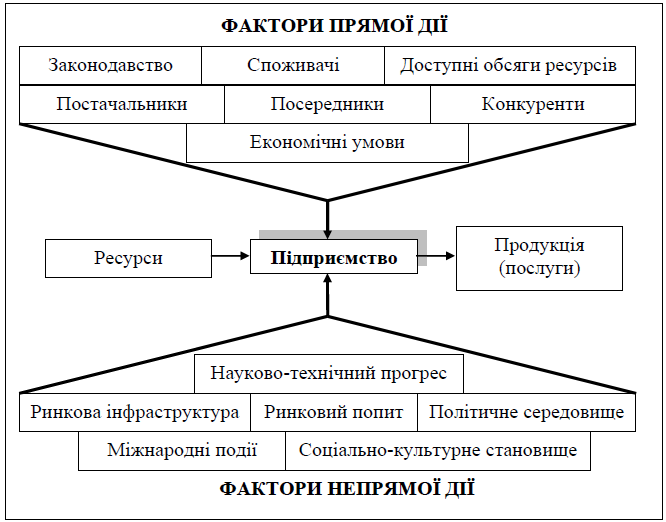 ФАКТОРИ ПРЯМОЇ ДІЇ
Законодавство
Споживачі
Доступні обсяги ресурсів
Постачальники
Посередники
Конкуренти
Економічні умови
Ресурси
Підприємство
Продукція
(послуги)
Науково-технічний прогрес
Ринкова інфраструктура
Ринковий попит
Політичне середовище
Міжнародні події
Соціально-культурне становище
ФАКТОРИ НЕПРЯМОЇ ДІЇ